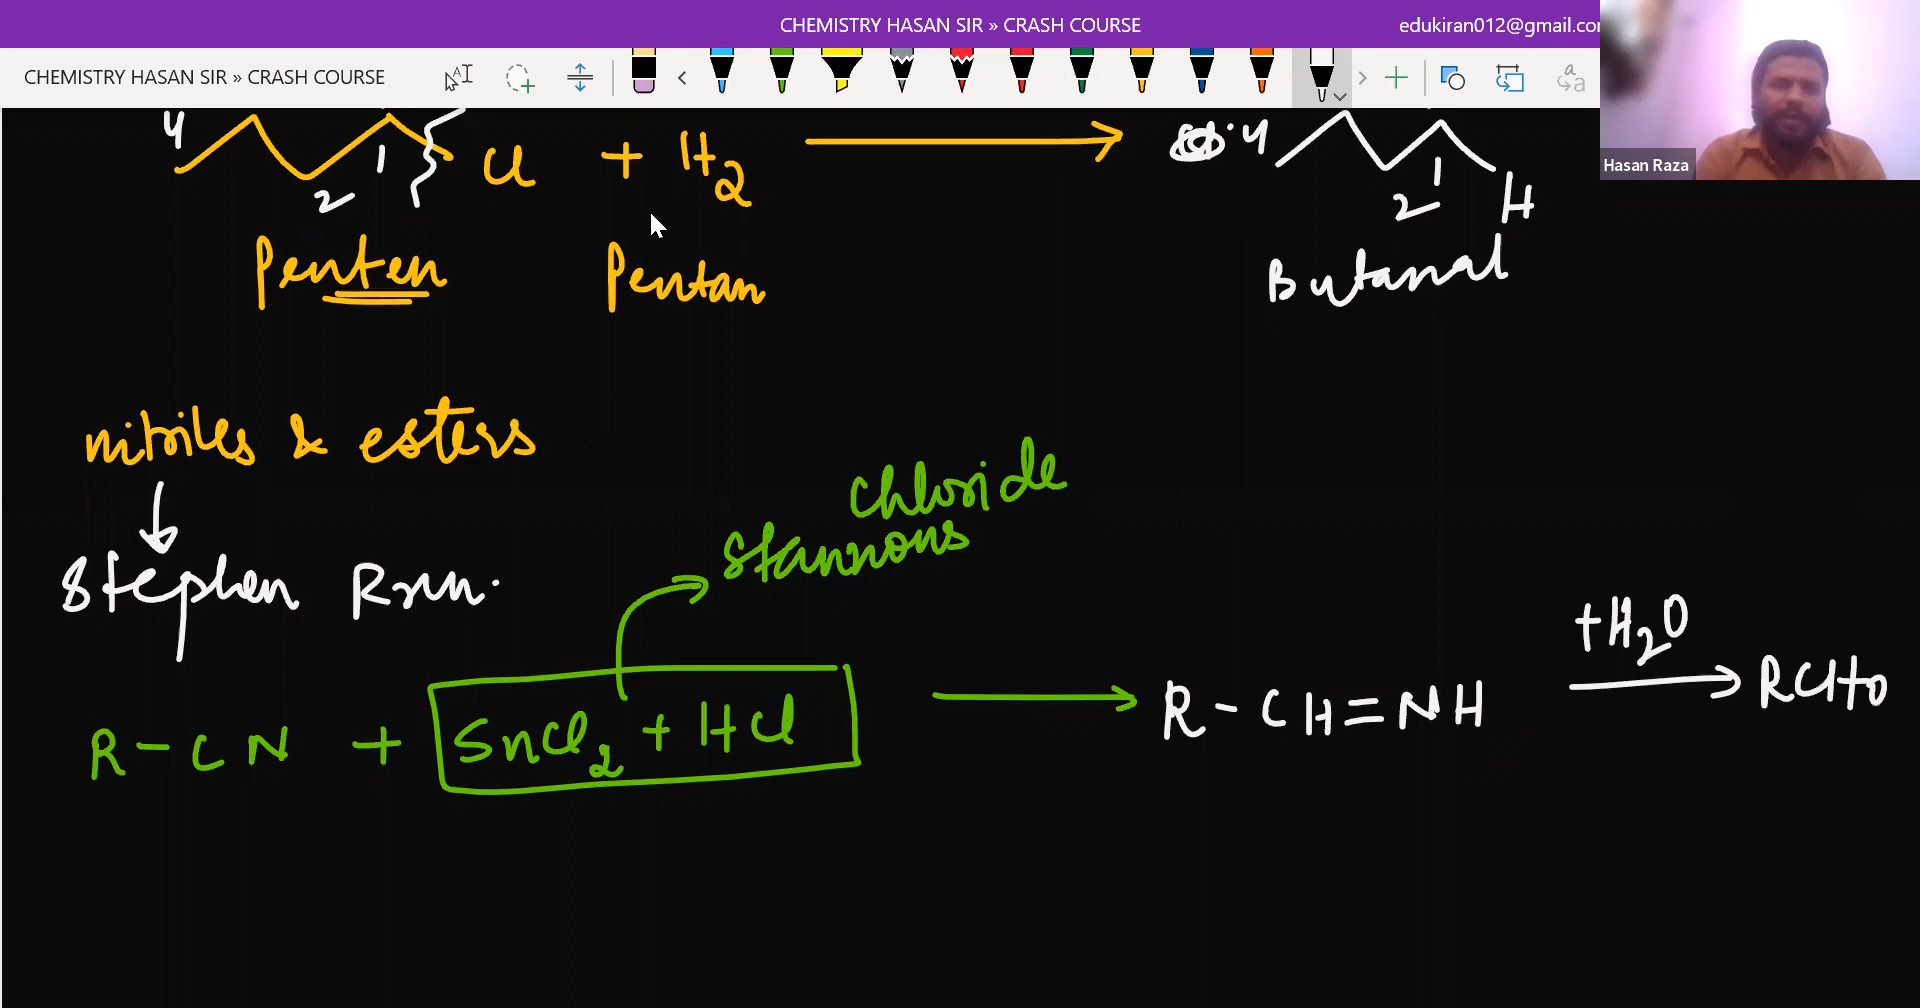 CHEMISTRY HASAN SIR » CRASH COURSE
edukiran012@gmail.co
CHEMISTRY HASAN SIR » CRASH COURSE
Hasan Raza
4 2 1 Cl + H2 4 2 1 H
Penten Pentan Butanal
nitriles & esters
chloride
stannous
Stephen Rxn.
+H2O
R-CN + SnCl2 + HCl R-CH=NH RCHO